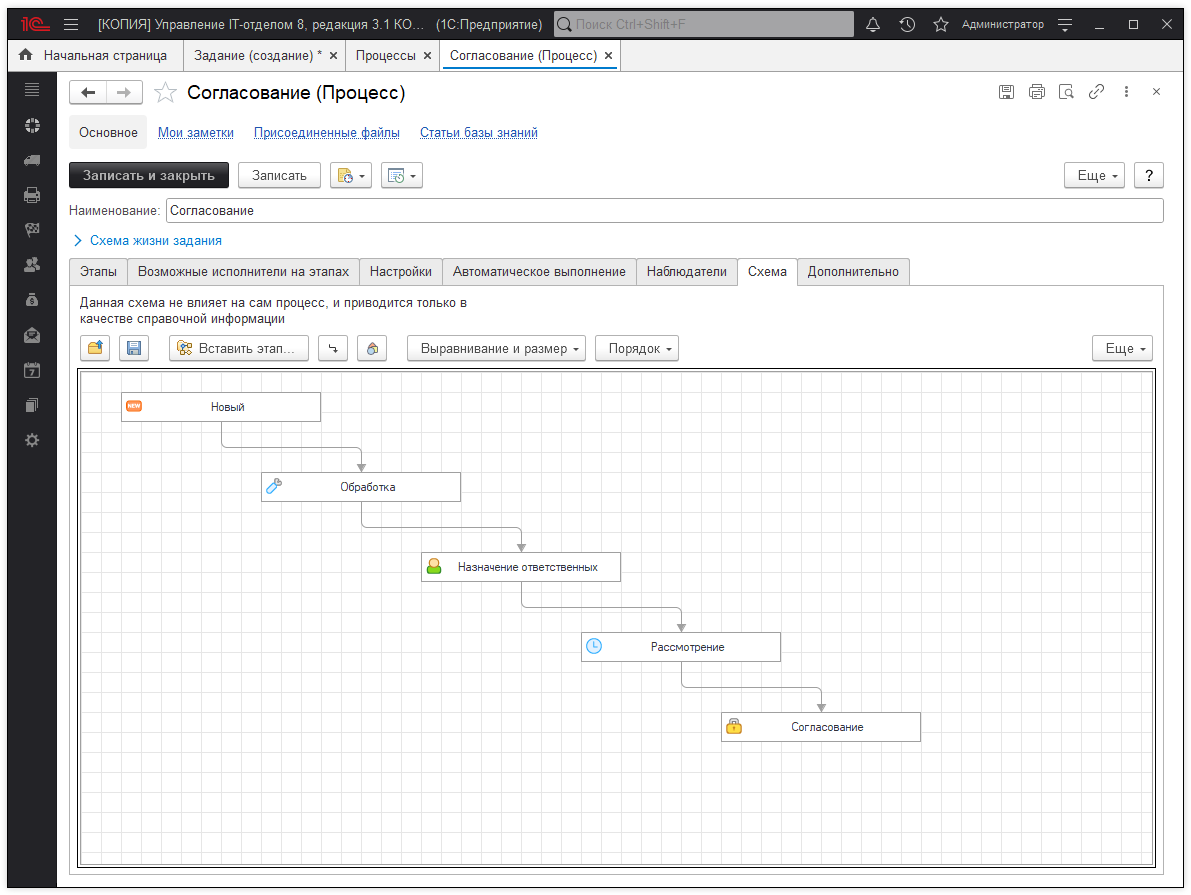 1С [КОПИЯ] Управление IT-отделом 8, редакция 3.1 КО... (1С:Предприятие) Поиск Ctrl+Shift+F Администратор
Начальная страница Задание (создание) * × Процессы × Согласование (Процесс) ×
Согласование (Процесс)
Основное Мои заметки Присоединенные файлы Статьи базы знаний
Записать и закрыть Записать Еще ?
Наименование: Согласование
Схема жизни задания
Этапы Возможные исполнители на этапах Настройки Автоматическое выполнение Наблюдатели Схема Дополнительно
Данная схема не влияет на сам процесс, и приводится только в
качестве справочной информации
Вставить этап... Выравнивание и размер Порядок Еще
NEW Новый
Обработка
Назначение ответственных
Рассмотрение
Согласование
7